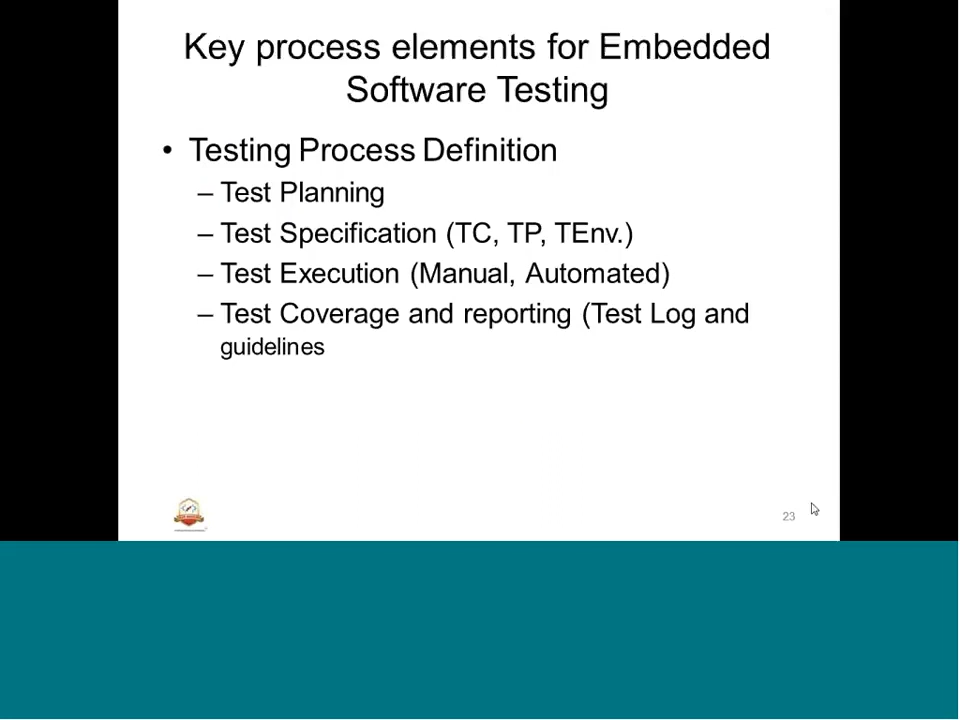 Key process elements for Embedded
Software Testing
• Testing Process Definition
– Test Planning
– Test Specification (TC, TP, TEnv.)
– Test Execution (Manual, Automated)
– Test Coverage and reporting (Test Log and
guidelines
23